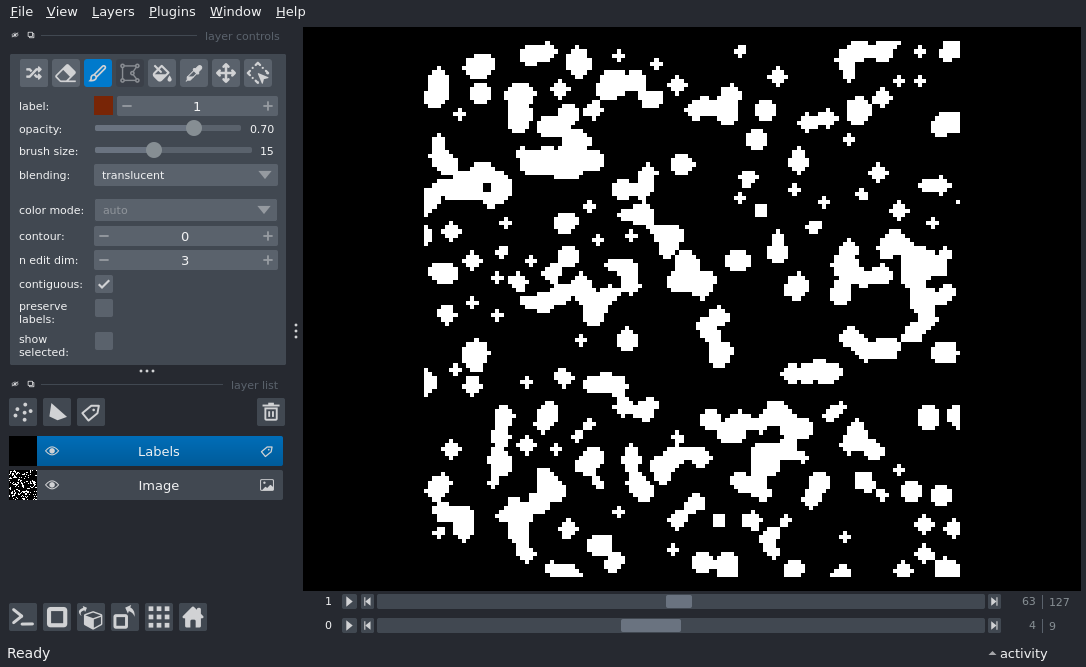 File View Layers Plugins Window Help
layer controls
label: 1
opacity: 0.70
brush size: 15
blending: translucent
color mode: auto
contour: 0
n edit dim: 3
contiguous:
preserve
labels:
show
selected:
layer list
Labels
Image
1 63 127
0 4 9
Ready activity